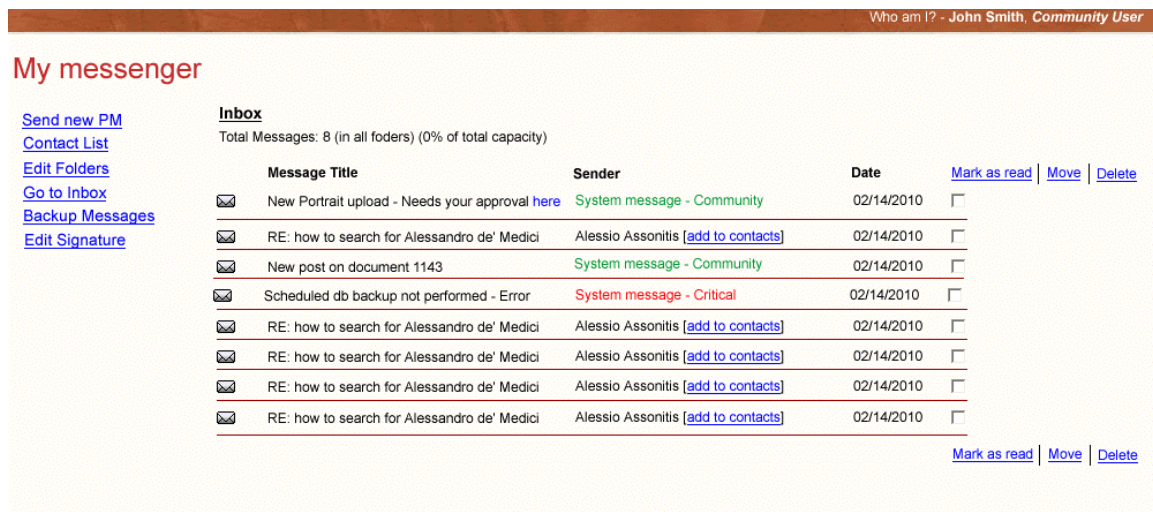 Who am I? - John Smith, Community User
My messenger
Send new PM
Contact List
Edit Folders
Go to Inbox
Backup Messages
Edit Signature
Inbox
Total Messages: 8 (in all foders) (0% of total capacity)
Message Title Sender Date Mark as read | Move | Delete
New Portrait upload - Needs your approval here System message - Community 02/14/2010
RE: how to search for Alessandro de' Medici Alessio Assonitis [add to contacts] 02/14/2010
New post on document 1143 System message - Community 02/14/2010
Scheduled db backup not performed - Error System message - Critical 02/14/2010
RE: how to search for Alessandro de' Medici Alessio Assonitis [add to contacts] 02/14/2010
RE: how to search for Alessandro de' Medici Alessio Assonitis [add to contacts] 02/14/2010
RE: how to search for Alessandro de' Medici Alessio Assonitis [add to contacts] 02/14/2010
RE: how to search for Alessandro de' Medici Alessio Assonitis [add to contacts] 02/14/2010
Mark as read | Move | Delete